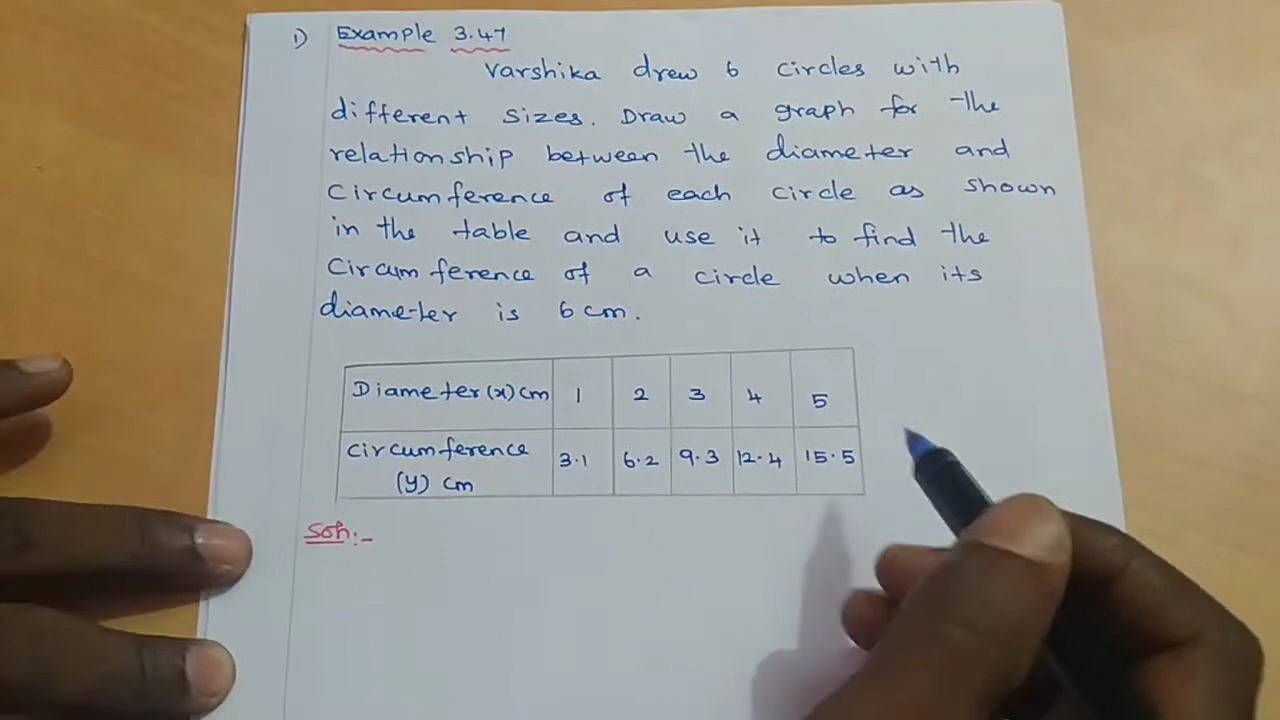 1) Example 3.47
Varshika drew 6 circles with
different sizes. Draw a graph for the
relationship between the diameter and
circumference of each circle as shown
in the table and use it to find the
circumference of a circle when its
diameter is 6 cm.
Diameter (x) cm 1 2 3 4 5
circumference (y) cm 3.1 6.2 9.3 12.4 15.5
Soln:-